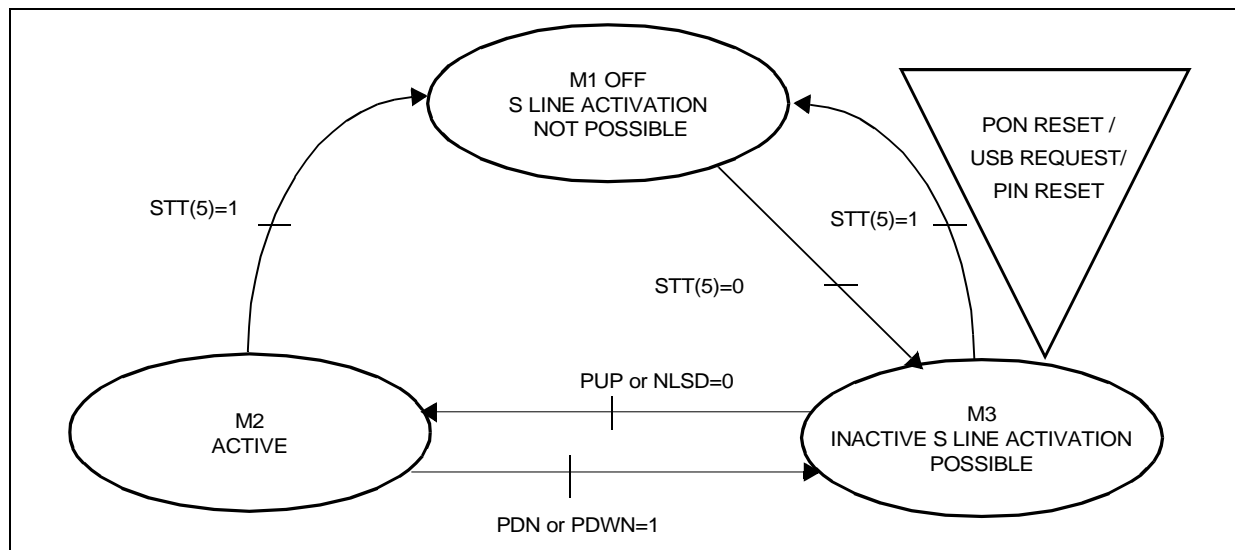 M1 OFF
S LINE ACTIVATION
NOT POSSIBLE
PON RESET /
USB REQUEST/
PIN RESET
STT(5)=1
STT(5)=1
STT(5)=0
PUP or NLSD=0
M2
ACTIVE
M3
INACTIVE S LINE ACTIVATION
POSSIBLE
PDN or PDWN=1